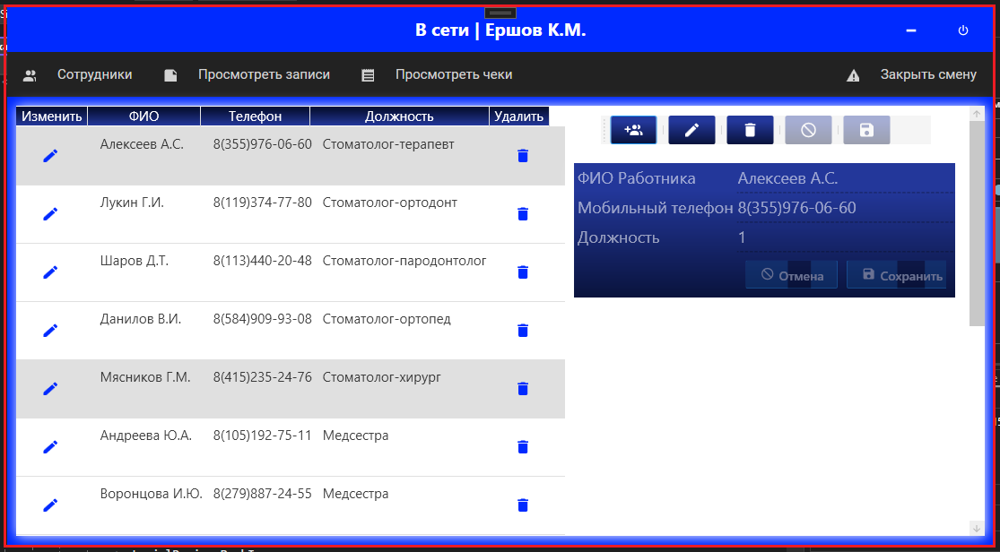 В сети | Ершов К.М.
Сотрудники Просмотреть записи Просмотреть чеки Закрыть смену
Изменить ФИО Телефон Должность Удалить
Алексеев А.С. 8(355)976-06-60 Стоматолог-терапевт
Лукин Г.И. 8(119)374-77-80 Стоматолог-ортодонт
Шаров Д.Т. 8(113)440-20-48 Стоматолог-пародонтолог
Данилов В.И. 8(584)909-93-08 Стоматолог-ортопед
Мясников Г.М. 8(415)235-24-76 Стоматолог-хирург
Андреева Ю.А. 8(105)192-75-11 Медсестра
Воронцова И.Ю. 8(279)887-24-55 Медсестра
ФИО Работника Алексеев А.С.
Мобильный телефон 8(355)976-06-60
Должность 1
Отмена Сохранить